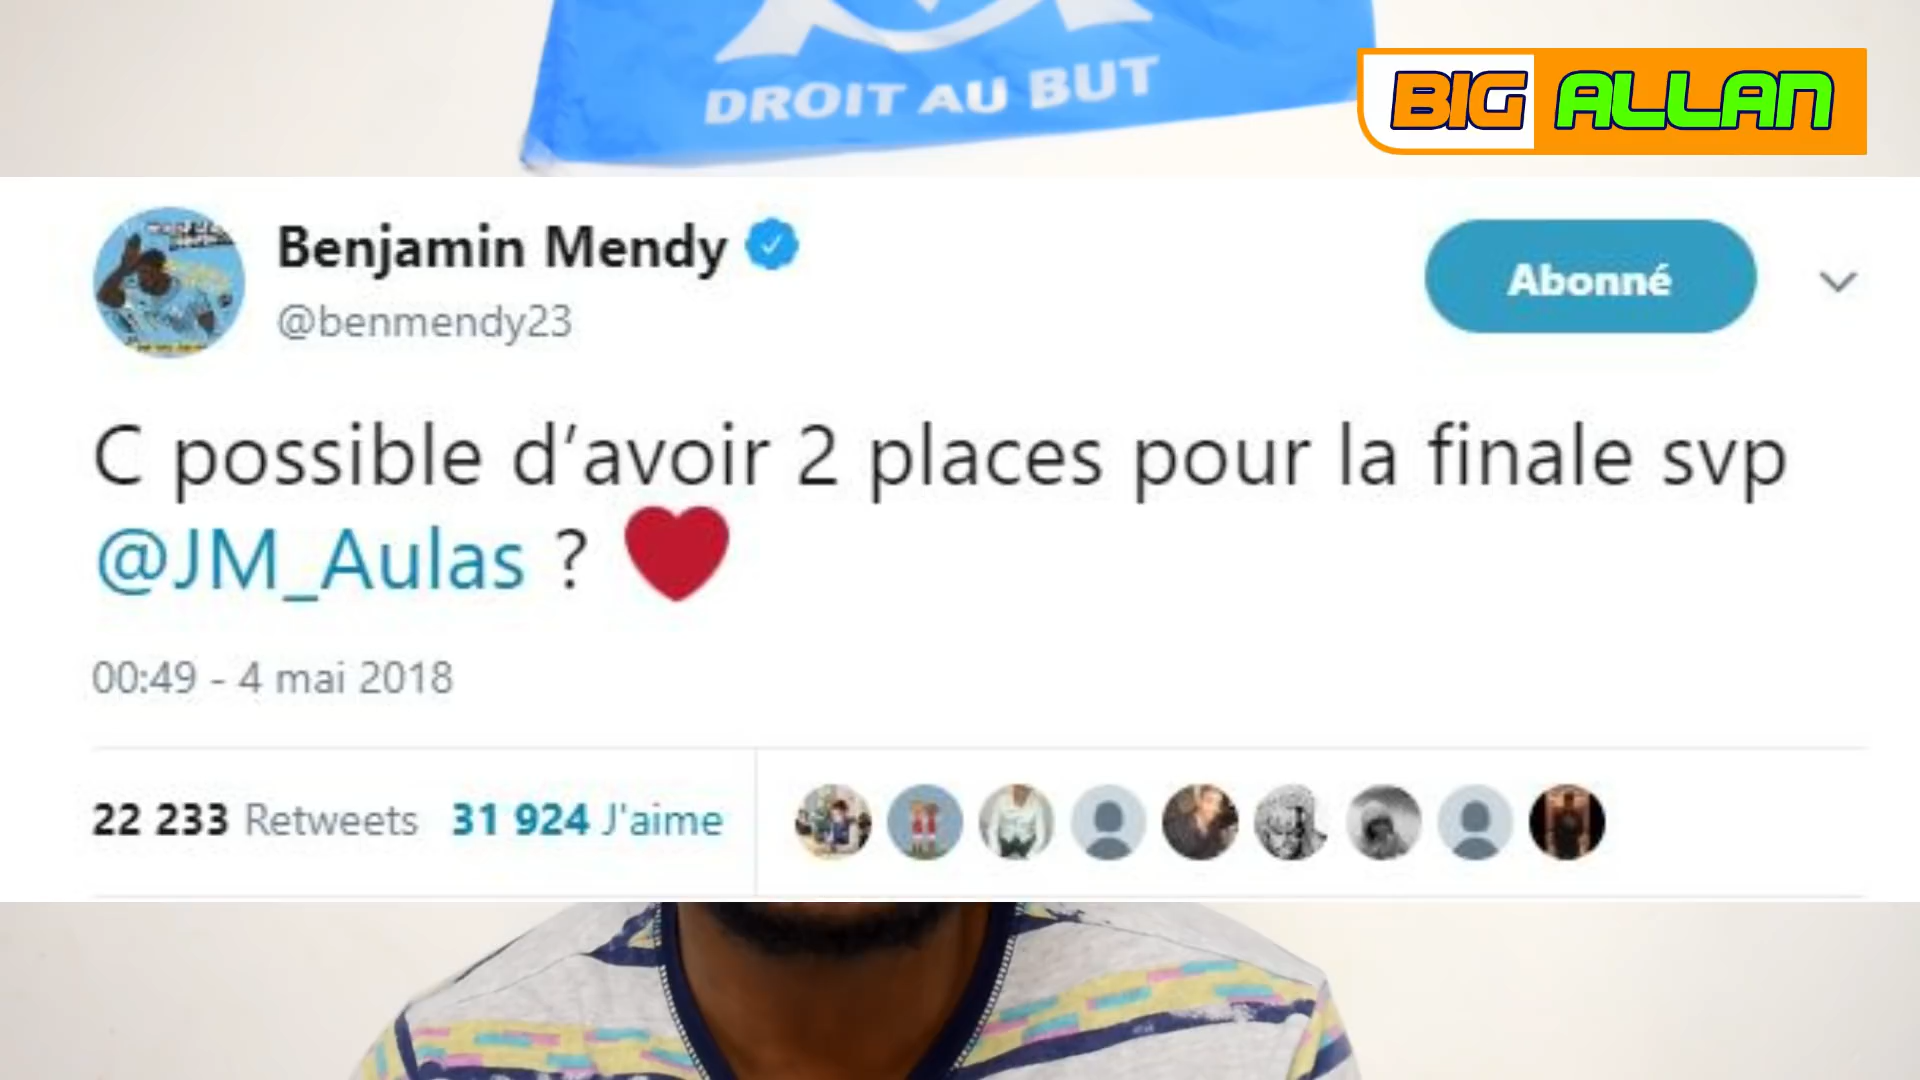 DROIT AU BUT
BIG ALLAN
Benjamin Mendy
@benmendy23
Abonné
C possible d’avoir 2 places pour la finale svp
@JM_Aulas ? ❤
00:49 - 4 mai 2018
22 233 Retweets 31 924 J'aime